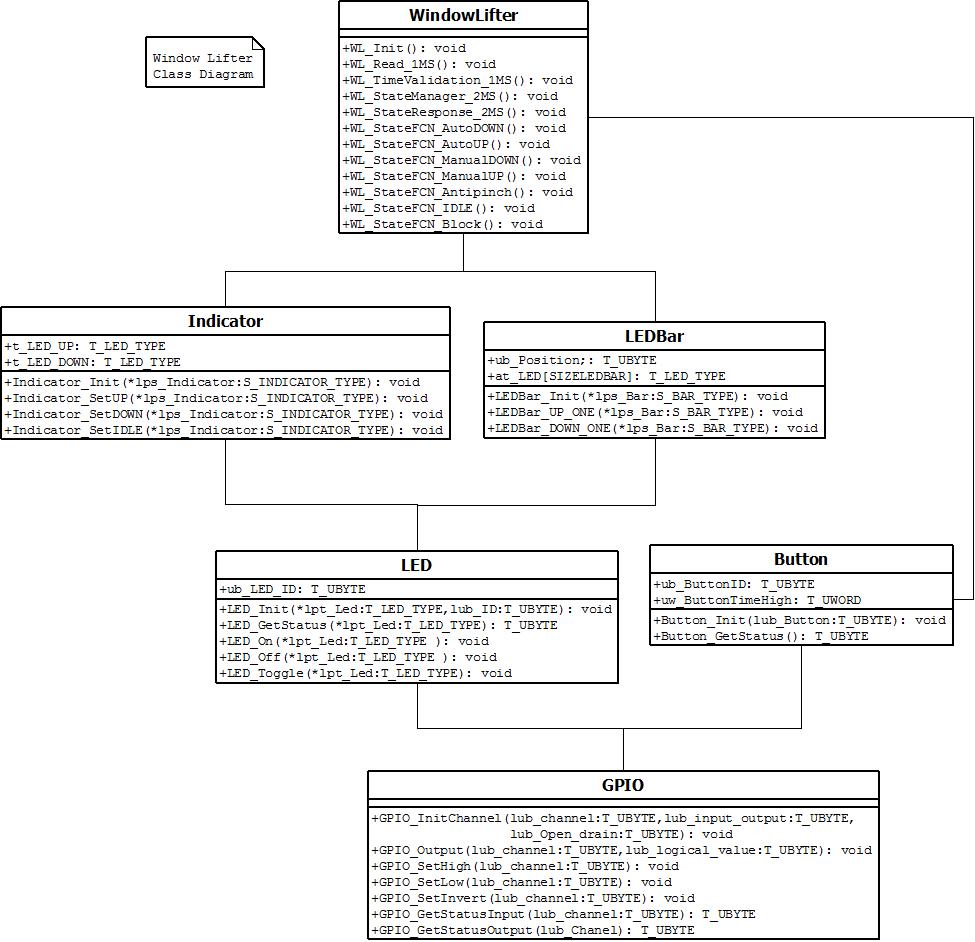 WindowLifter
+WL_Init(): void
+WL_Read_1MS(): void
+WL_TimeValidation_1MS(): void
+WL_StateManager_2MS(): void
+WL_StateResponse_2MS(): void
+WL_StateFCN_AutoDOWN(): void
+WL_StateFCN_AutoUP(): void
+WL_StateFCN_ManualDOWN(): void
+WL_StateFCN_ManualUP(): void
+WL_StateFCN_Antipinch(): void
+WL_StateFCN_IDLE(): void
+WL_StateFCN_Block(): void
Window Lifter
Class Diagram
Indicator
+t_LED_UP: T_LED_TYPE
+t_LED_DOWN: T_LED_TYPE
+Indicator_Init(*lps_Indicator:S_INDICATOR_TYPE): void
+Indicator_SetUP(*lps_Indicator:S_INDICATOR_TYPE): void
+Indicator_SetDOWN(*lps_Indicator:S_INDICATOR_TYPE): void
+Indicator_SetIDLE(*lps_Indicator:S_INDICATOR_TYPE): void
LEDBar
+ub_Position;: T_UBYTE
+at_LED[SIZELEDBAR]: T_LED_TYPE
+LEDBar_Init(*lps_Bar:S_BAR_TYPE): void
+LEDBar_UP_ONE(*lps_Bar:S_BAR_TYPE): void
+LEDBar_DOWN_ONE(*lps_Bar:S_BAR_TYPE): void
LED
+ub_LED_ID: T_UBYTE
+LED_Init(*lpt_Led:T_LED_TYPE,lub_ID:T_UBYTE): void
+LED_GetStatus(*lpt_Led:T_LED_TYPE): T_UBYTE
+LED_On(*lpt_Led:T_LED_TYPE ): void
+LED_Off(*lpt_Led:T_LED_TYPE ): void
+LED_Toggle(*lpt_Led:T_LED_TYPE): void
Button
+ub_ButtonID: T_UBYTE
+uw_ButtonTimeHigh: T_UWORD
+Button_Init(lub_Button:T_UBYTE): void
+Button_GetStatus(): T_UBYTE
GPIO
+GPIO_InitChannel(lub_channel:T_UBYTE,lub_input_output:T_UBYTE,
lub_Open_drain:T_UBYTE): void
+GPIO_Output(lub_channel:T_UBYTE,lub_logical_value:T_UBYTE): void
+GPIO_SetHigh(lub_channel:T_UBYTE): void
+GPIO_SetLow(lub_channel:T_UBYTE): void
+GPIO_SetInvert(lub_channel:T_UBYTE): void
+GPIO_GetStatusInput(lub_channel:T_UBYTE): T_UBYTE
+GPIO_GetStatusOutput(lub_Chanel): T_UBYTE